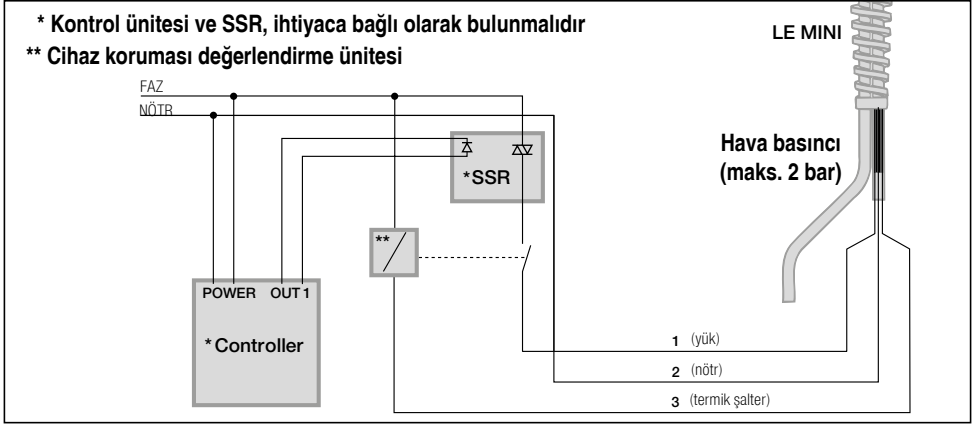 * Kontrol ünitesi ve SSR, ihtiyaca bağlı olarak bulunmalıdır
** Cihaz koruması değerlendirme ünitesi
LE MINI
FAZ
NÖTR
Hava basıncı
(maks. 2 bar)
*SSR
**
POWER OUT 1
*Controller
1 (yük)
2 (nötr)
3 (termik şalter)